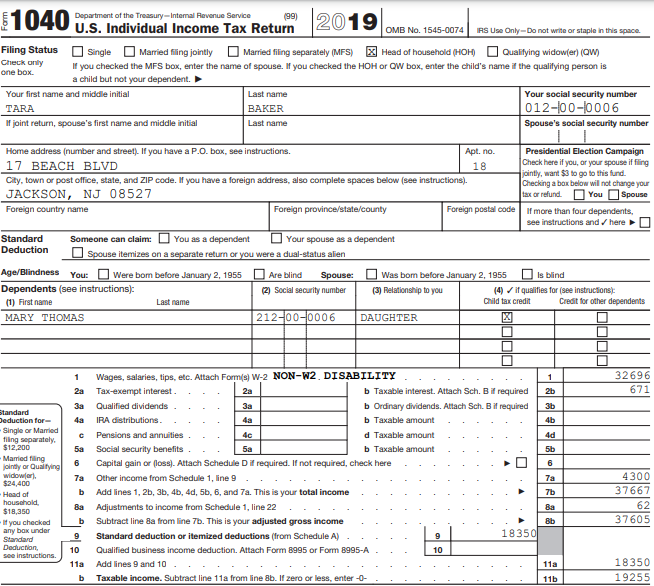 Form 1040 Department of the Treasury—Internal Revenue Service (99) U.S. Individual Income Tax Return 2019 OMB No. 1545-0074 IRS Use Only—Do not write or staple in this space.
Filing Status Single Married filing jointly Married filing separately (MFS) X Head of household (HOH) Qualifying widow(er) (QW)
Check only one box. If you checked the MFS box, enter the name of spouse. If you checked the HOH or QW box, enter the child's name if the qualifying person is
a child but not your dependent. ▶
Your first name and middle initial Last name Your social security number
TARA BAKER 012-00-0006
If joint return, spouse's first name and middle initial Last name Spouse's social security number
Home address (number and street). If you have a P.O. box, see instructions. Apt. no.
17 BEACH BLVD 18
Presidential Election Campaign
Check here if you, or your spouse if filing
jointly, want $3 to go to this fund.
Checking a box below will not change your
tax or refund. You Spouse
City, town or post office, state, and ZIP code. If you have a foreign address, also complete spaces below (see instructions).
JACKSON, NJ 08527
Foreign country name Foreign province/state/county Foreign postal code
If more than four dependents,
see instructions and ✓ here ▶
Standard Deduction Someone can claim: You as a dependent Your spouse as a dependent
Spouse itemizes on a separate return or you were a dual-status alien
Age/Blindness You: Were born before January 2, 1955 Are blind Spouse: Was born before January 2, 1955 Is blind
Dependents (see instructions): (2) Social security number (3) Relationship to you (4) ✓ if qualifies for (see instructions):
(1) First name Last name Child tax credit Credit for other dependents
MARY THOMAS 212-00-0006 DAUGHTER X
1 Wages, salaries, tips, etc. Attach Form(s) W-2 NON-W2 DISABILITY 1 32696
2a Tax-exempt interest 2a b Taxable interest. Attach Sch. B if required 2b 671
3a Qualified dividends 3a b Ordinary dividends. Attach Sch. B if required 3b
4a IRA distributions 4a b Taxable amount 4b
c Pensions and annuities 4c d Taxable amount 4d
5a Social security benefits 5a b Taxable amount 5b
6 Capital gain or (loss). Attach Schedule D if required. If not required, check here ▶ 6
7a Other income from Schedule 1, line 9 7a 4300
b Add lines 1, 2b, 3b, 4b, 4d, 5b, 6, and 7a. This is your total income ▶ 7b 37667
8a Adjustments to income from Schedule 1, line 22 8a 62
b Subtract line 8a from line 7b. This is your adjusted gross income ▶ 8b 37605
9 Standard deduction or itemized deductions (from Schedule A) 9 18350
10 Qualified business income deduction. Attach Form 8995 or Form 8995-A 10
11a Add lines 9 and 10 11a 18350
b Taxable income. Subtract line 11a from line 8b. If zero or less, enter -0- 11b 19255
Standard
Deduction for—
Single or Married
filing separately,
$12,200
Married filing
jointly or Qualifying
widow(er),
$24,400
Head of
household,
$18,350
If you checked
any box under
Standard
Deduction,
see instructions.